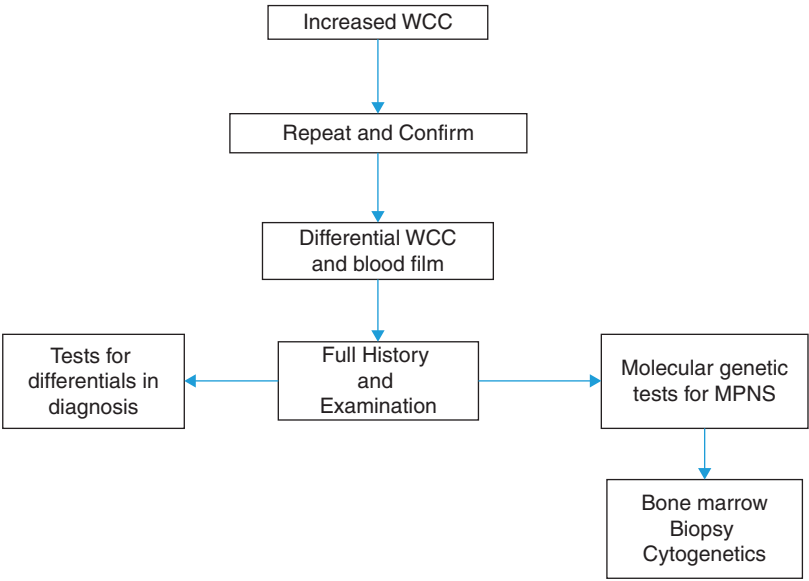 Increased WCC
Repeat and Confirm
Differential WCC
and blood film
Full History
and
Examination
Tests for
differentials in
diagnosis
Molecular genetic
tests for MPNS
Bone marrow
Biopsy
Cytogenetics